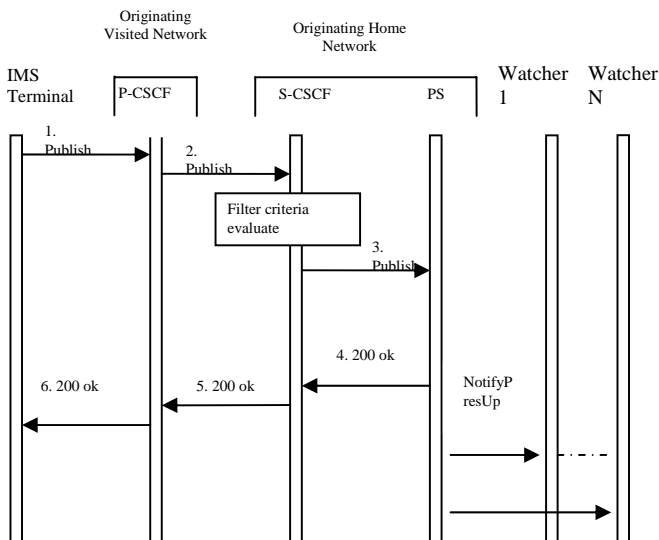 Originating
Visited Network
Originating Home
Network
IMS
Terminal
P-CSCF
S-CSCF
PS
Watcher
1
Watcher
N
1.
Publish
2.
Publish
Filter criteria
evaluate
3.
Publish
4. 200 ok
5. 200 ok
6. 200 ok
NotifyP
resUp